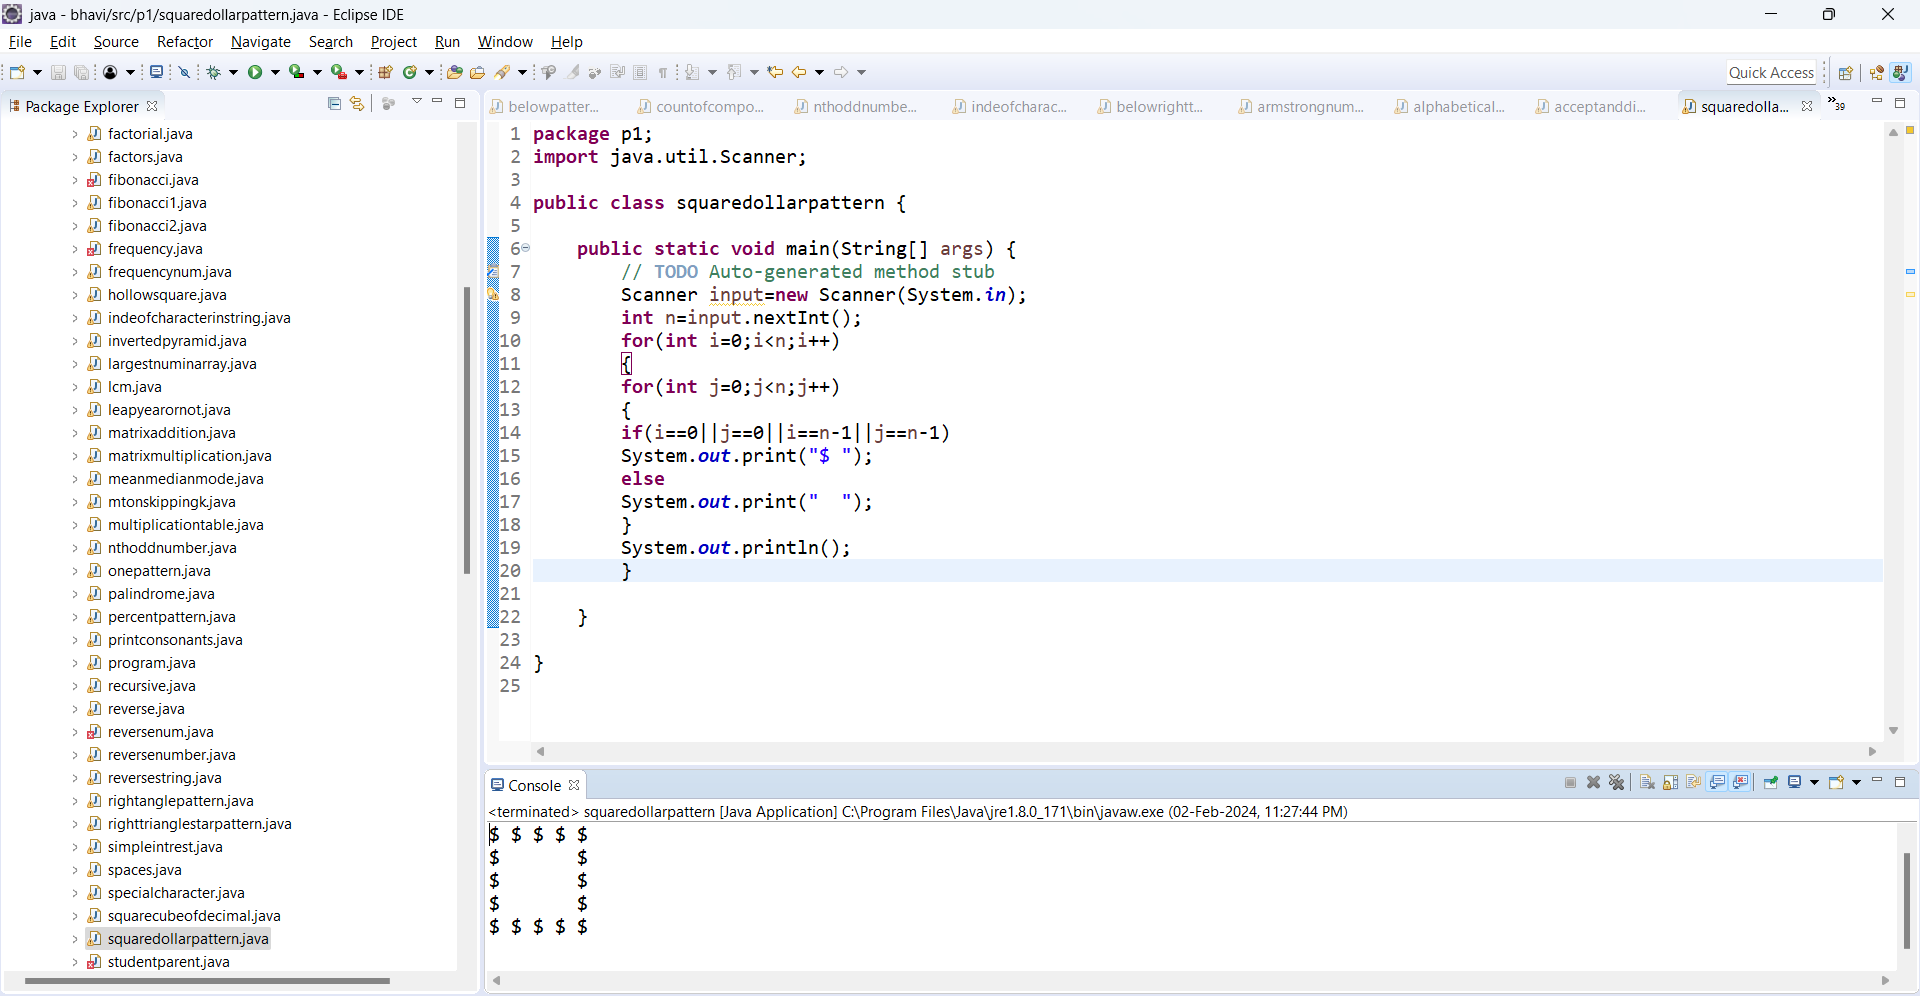 java - bhavi/src/p1/squaredollarpattern.java - Eclipse IDE
File Edit Source Refactor Navigate Search Project Run Window Help
Quick Access
Package Explorer
factorial.java
factors.java
fibonacci.java
fibonacci1.java
fibonacci2.java
frequency.java
frequencynum.java
hollowsquare.java
indeofcharacterinstring.java
invertedpyramid.java
largestnuminarray.java
lcm.java
leapyearornot.java
matrixaddition.java
matrixmultiplication.java
meanmedianmode.java
mtonskippingk.java
multiplicationtable.java
nthoddnumber.java
onepattern.java
palindrome.java
percentpattern.java
printconsonants.java
program.java
recursive.java
reverse.java
reversenum.java
reversenumber.java
reversestring.java
rightanglepattern.java
righttrianglestarpattern.java
simpleintrest.java
spaces.java
specialcharacter.java
squarecubeofdecimal.java
squaredollarpattern.java
studentparent.java
belowpatter... countofcompo... nthoddnumbe... indeofcharac... belowrightt... armstrongnum... alphabetical... acceptanddi... squaredolla... »39
1 package p1;
2 import java.util.Scanner;
3
4 public class squaredollarpattern {
5
6 public static void main(String[] args) {
7 // TODO Auto-generated method stub
8 Scanner input=new Scanner(System.in);
9 int n=input.nextInt();
10 for(int i=0;i<n;i++)
11 {
12 for(int j=0;j<n;j++)
13 {
14 if(i==0||j==0||i==n-1||j==n-1)
15 System.out.print("$ ");
16 else
17 System.out.print("  ");
18 }
19 System.out.println();
20 }
21
22 }
23
24 }
25
Console
<terminated> squaredollarpattern [Java Application] C:\Program Files\Java\jre1.8.0_171\bin\javaw.exe (02-Feb-2024, 11:27:44 PM)
$ $ $ $ $
$       $
$       $
$       $
$ $ $ $ $